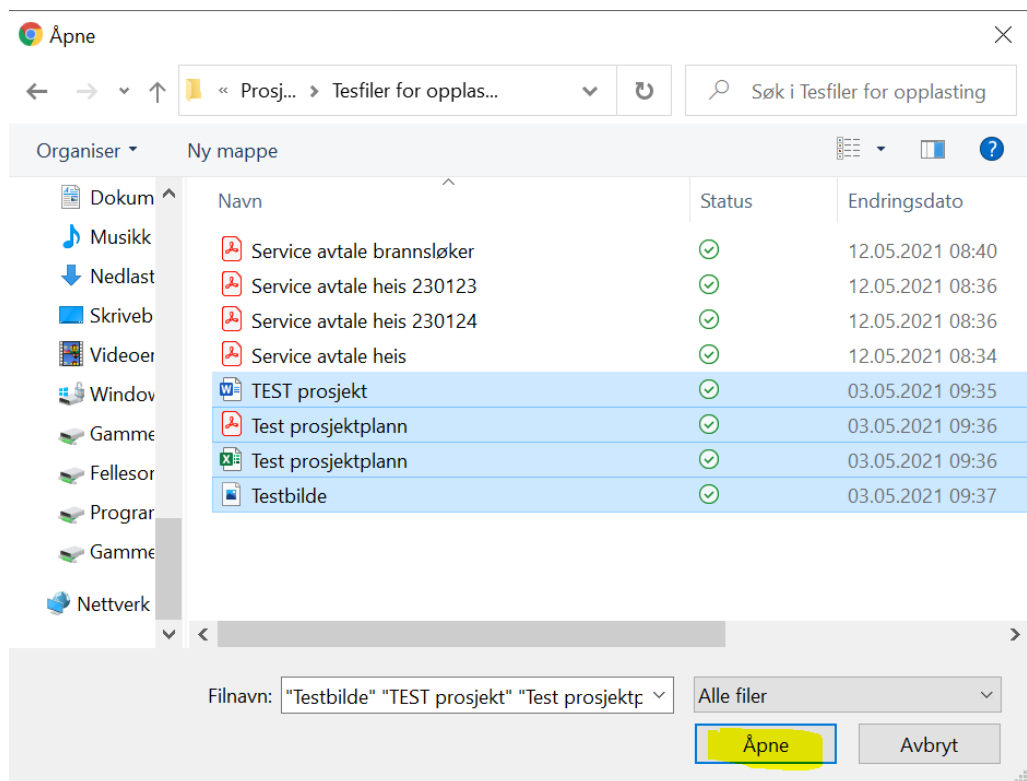 Åpne
« Prosj... > Tesfiler for opplas...
Søk i Tesfiler for opplasting
Organiser Ny mappe
?
Navn Status Endringsdato
Dokum
Musikk
Nedlast
Skriveb
Videoer
Window
Gamme
Fellesor
Prograr
Gamme
Nettverk
Service avtale brannsløker 12.05.2021 08:40
Service avtale heis 230123 12.05.2021 08:36
Service avtale heis 230124 12.05.2021 08:36
Service avtale heis 12.05.2021 08:34
TEST prosjekt 03.05.2021 09:35
Test prosjektplann 03.05.2021 09:36
Test prosjektplann 03.05.2021 09:36
Testbilde 03.05.2021 09:37
Filnavn: "Testbilde" "TEST prosjekt" "Test prosjektp Alle filer
Åpne Avbryt